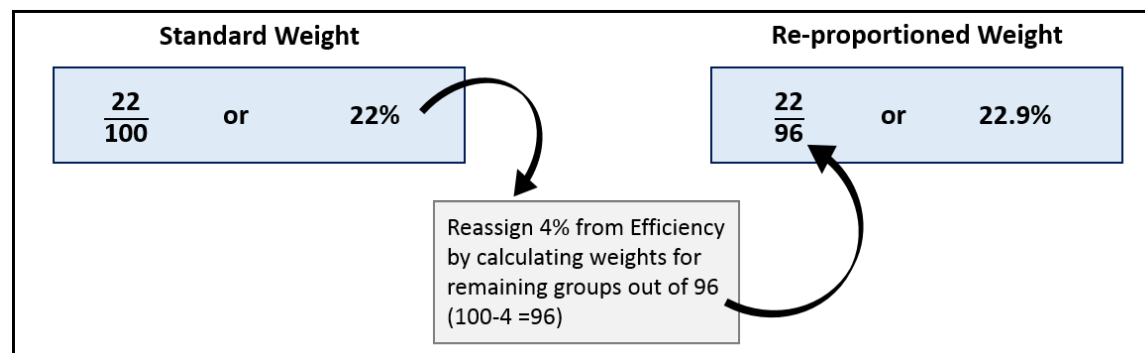 Standard Weight
22
100
or
22%
Re-proportioned Weight
22
96
or
22.9%
Reassign 4% from Efficiency
by calculating weights for
remaining groups out of 96
(100-4 =96)